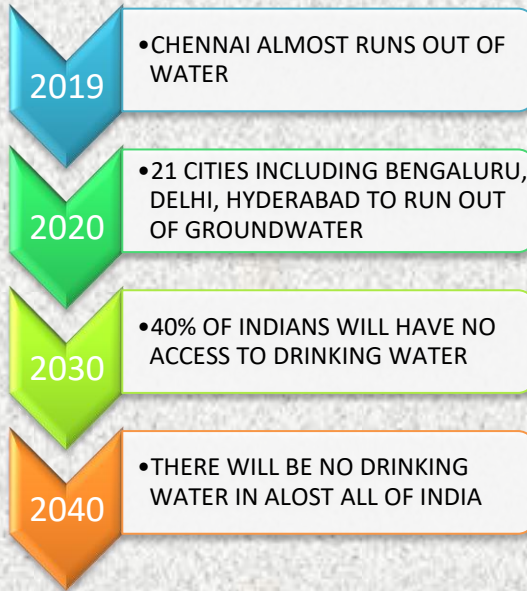 2019
•CHENNAI ALMOST RUNS OUT OF
WATER
2020
•21 CITIES INCLUDING BENGALURU,
DELHI, HYDERABAD TO RUN OUT
OF GROUNDWATER
2030
•40% OF INDIANS WILL HAVE NO
ACCESS TO DRINKING WATER
2040
•THERE WILL BE NO DRINKING
WATER IN ALOST ALL OF INDIA